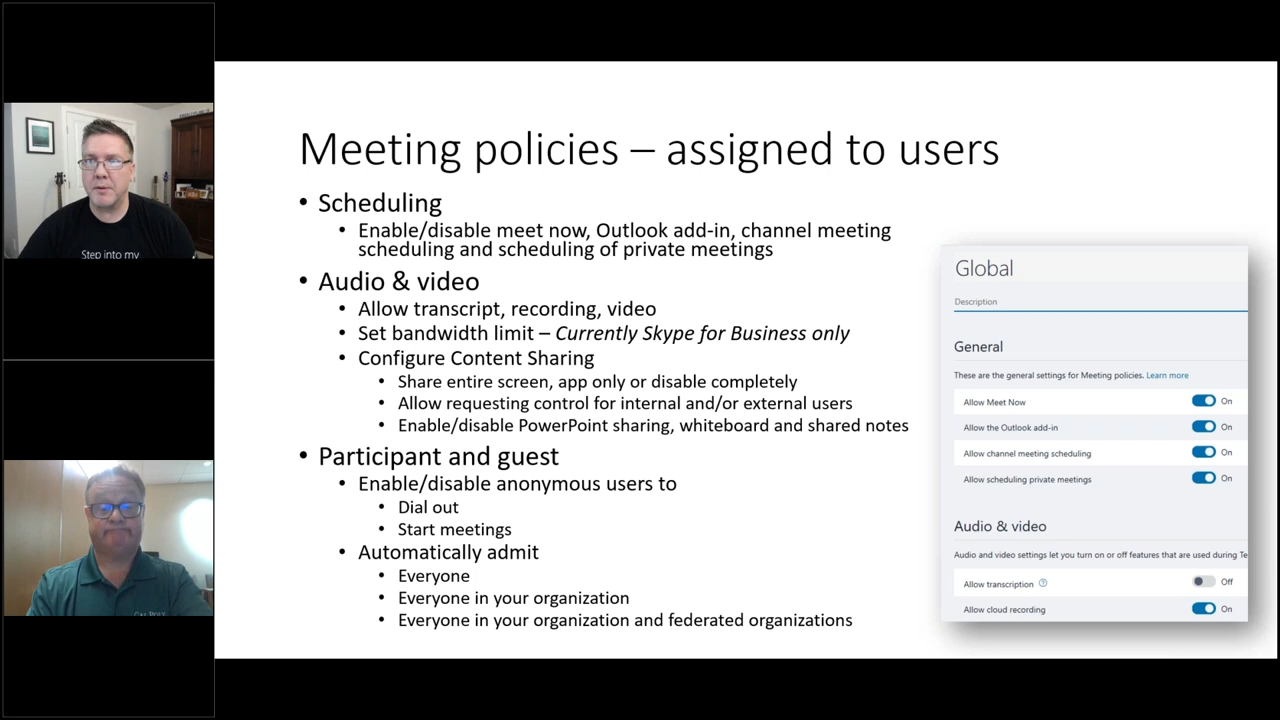 Meeting policies – assigned to users
• Scheduling
• Enable/disable meet now, Outlook add-in, channel meeting
scheduling and scheduling of private meetings
• Audio & video
• Allow transcript, recording, video
• Set bandwidth limit – Currently Skype for Business only
• Configure Content Sharing
• Share entire screen, app only or disable completely
• Allow requesting control for internal and/or external users
• Enable/disable PowerPoint sharing, whiteboard and shared notes
• Participant and guest
• Enable/disable anonymous users to
• Dial out
• Start meetings
• Automatically admit
• Everyone
• Everyone in your organization
• Everyone in your organization and federated organizations
Global
Description
General
These are the general settings for Meeting policies. Learn more
Allow Meet Now On
Allow the Outlook add-in On
Allow channel meeting scheduling On
Allow scheduling private meetings On
Audio & video
Audio and video settings let you turn on or off features that are used during Te
Allow transcription ? Off
Allow cloud recording On
Step into my
CAL POLY